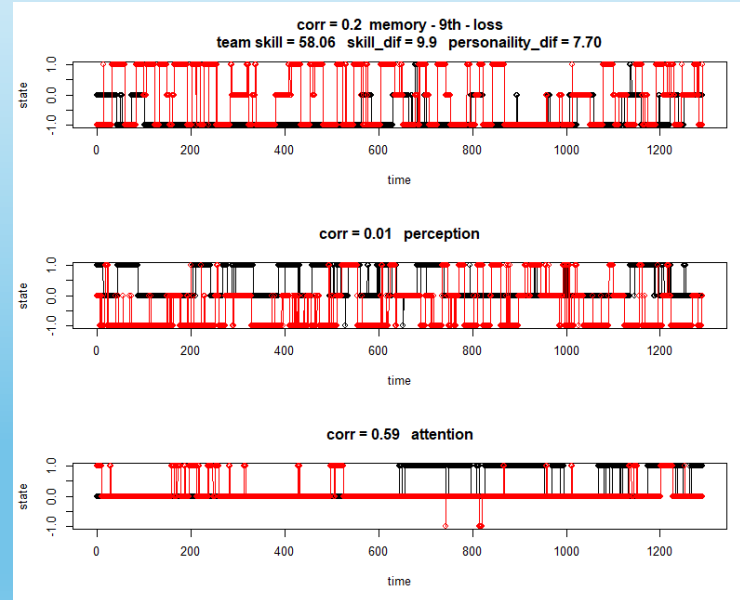 corr = 0.2 memory - 9th - loss
team skill = 58.06 skill_dif = 9.9 personaility_dif = 7.70
state
1.0
0.0
-1.0
0 200 400 600 800 1000 1200
time
corr = 0.01 perception
state
1.0
0.0
-1.0
0 200 400 600 800 1000 1200
time
corr = 0.59 attention
state
1.0
0.0
-1.0
0 200 400 600 800 1000 1200
time